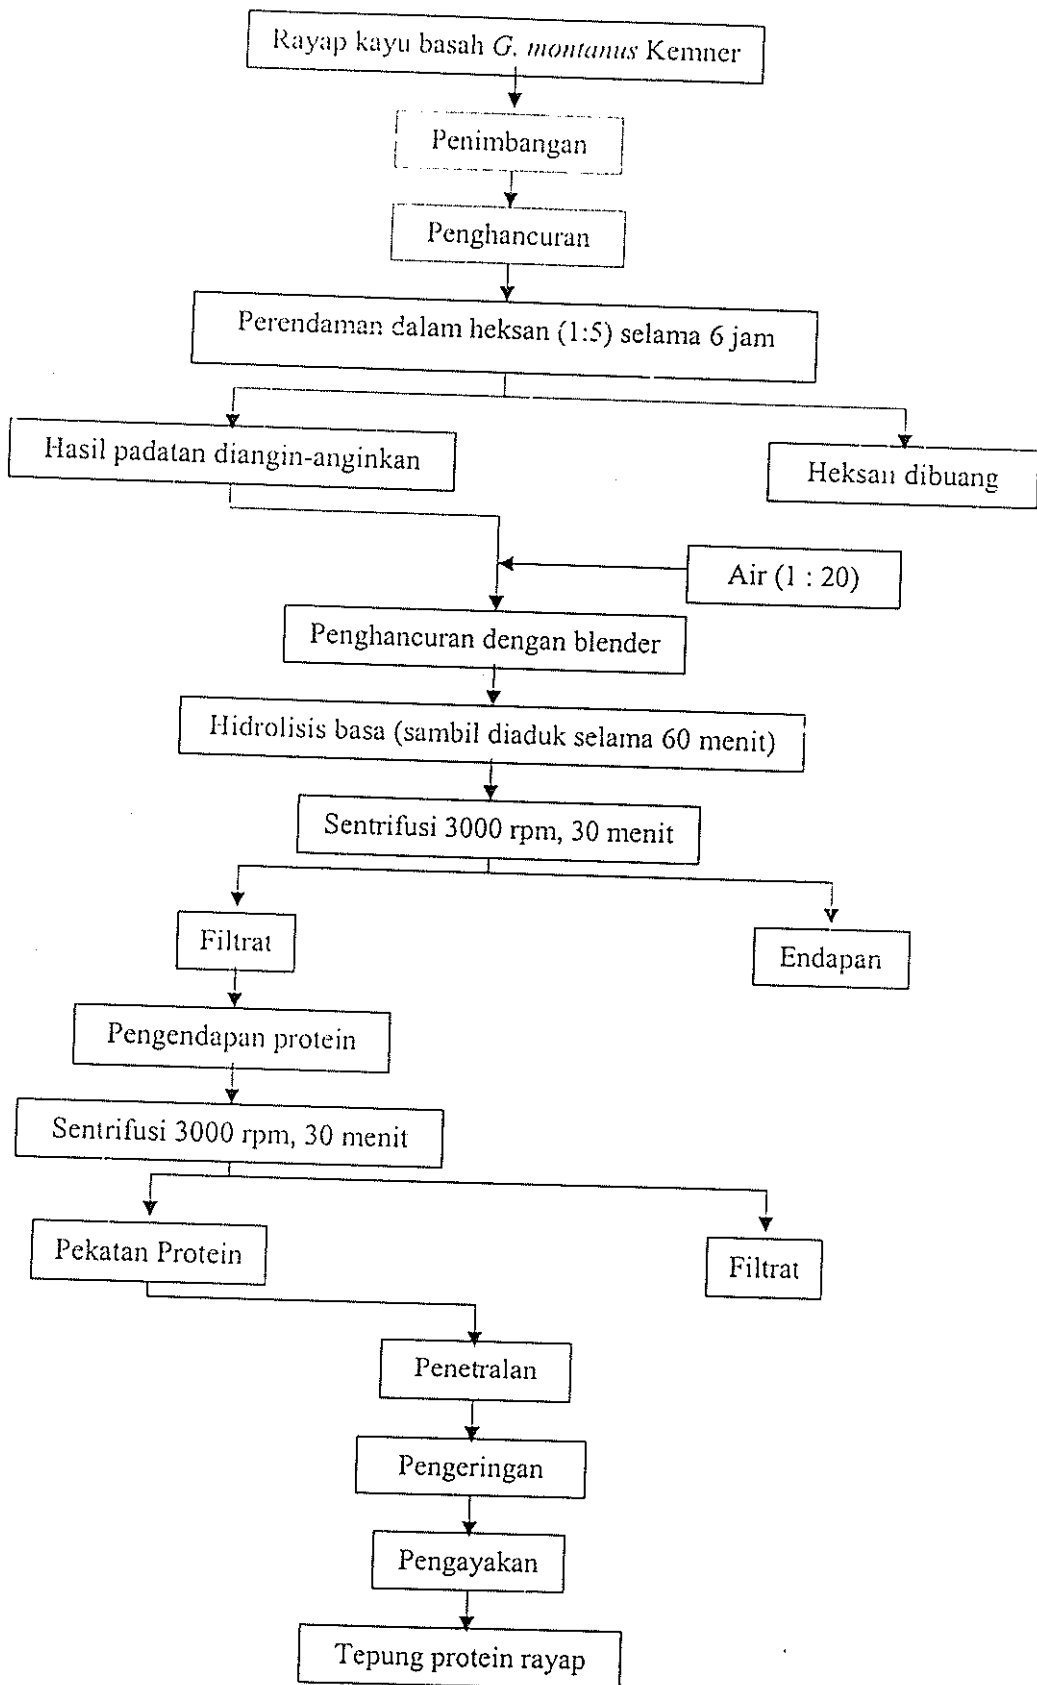 Rayap kayu basah G. montanus Kemner
Penimbangan
Penghancuran
Perendaman dalam heksan (1:5) selama 6 jam
Hasil padatan diangin-anginkan
Heksan dibuang
Air (1 : 20)
Penghancuran dengan blender
Hidrolisis basa (sambil diaduk selama 60 menit)
Sentrifusi 3000 rpm, 30 menit
Filtrat
Endapan
Pengendapan protein
Sentrifusi 3000 rpm, 30 menit
Pekatan Protein
Filtrat
Penetralan
Pengeringan
Pengayakan
Tepung protein rayap